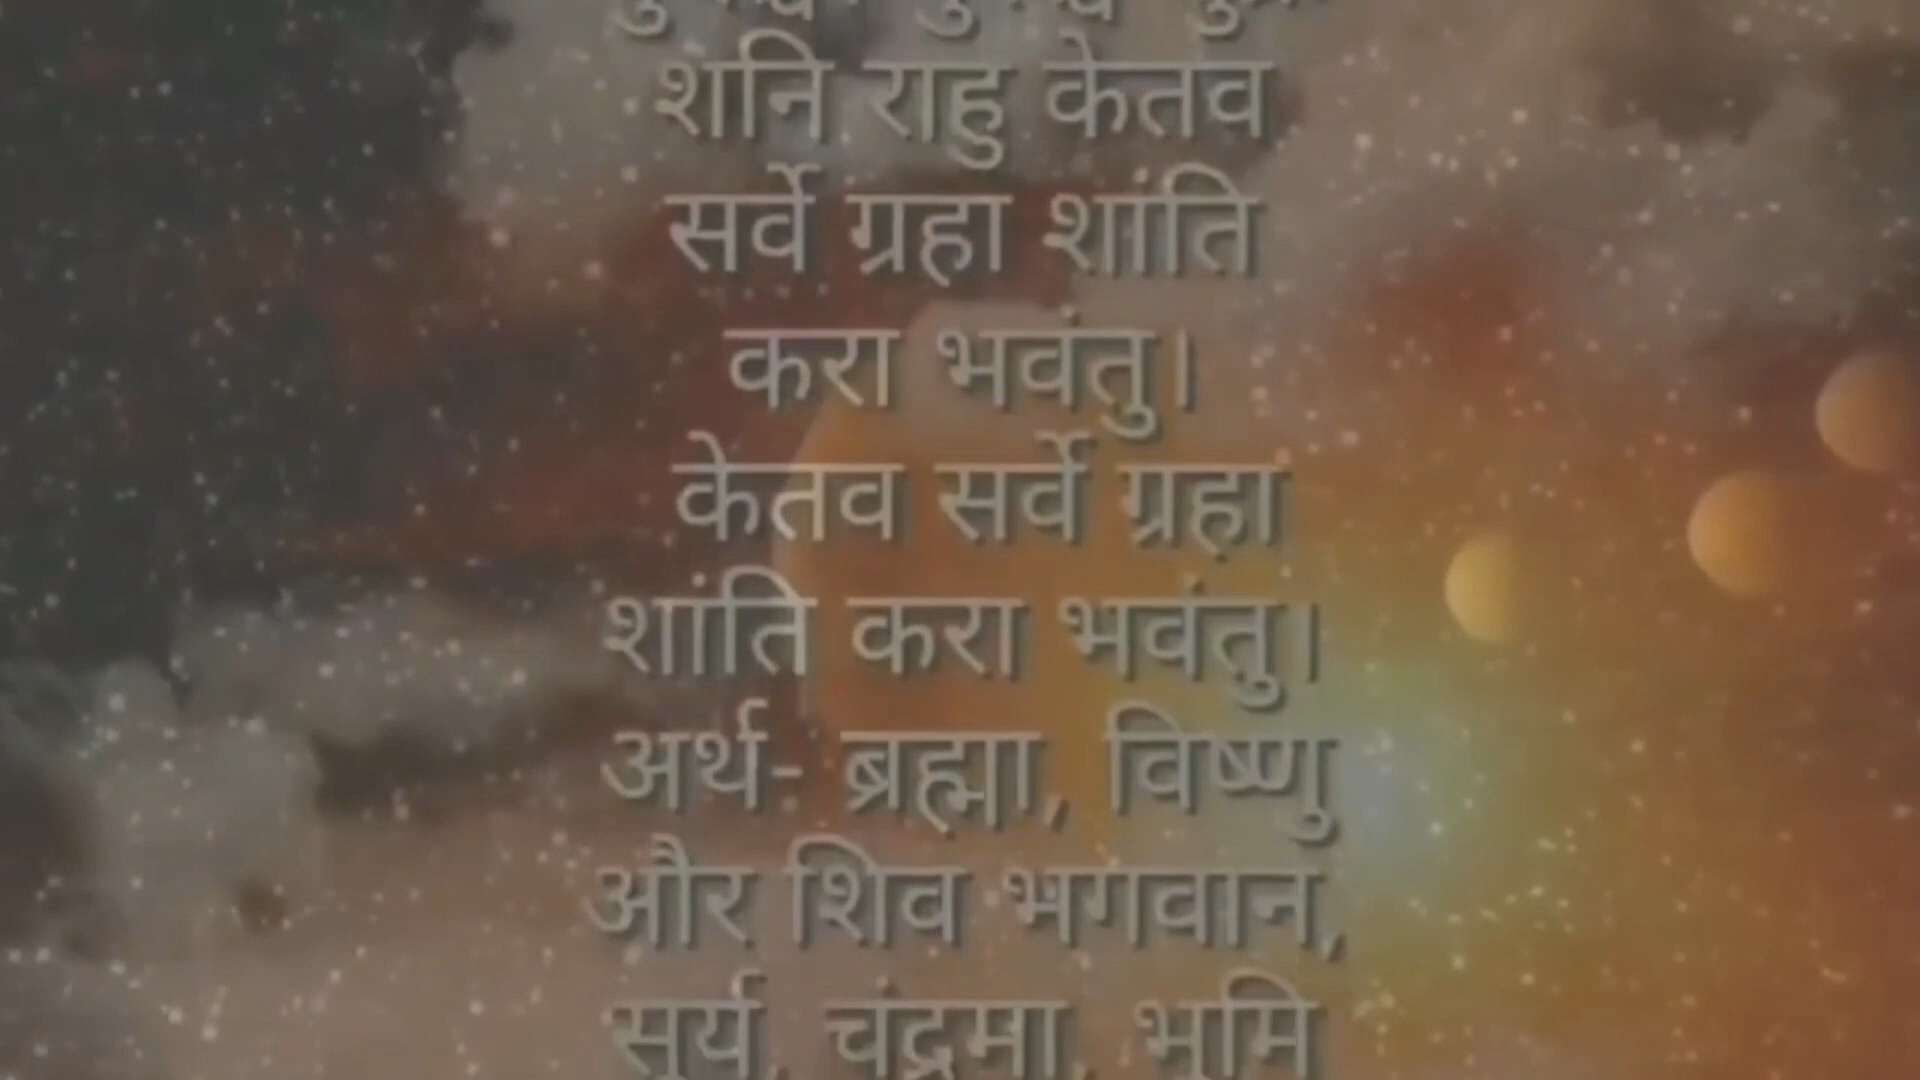 शनि राहु केतव
सर्वे ग्रहा शांति
करा भवंतु।
केतव सर्वे ग्रहा
शांति करा भवंतु।
अर्थ- ब्रह्मा, विष्णु
और शिव भगवान,
सूर्य, चंद्रमा, भूमि